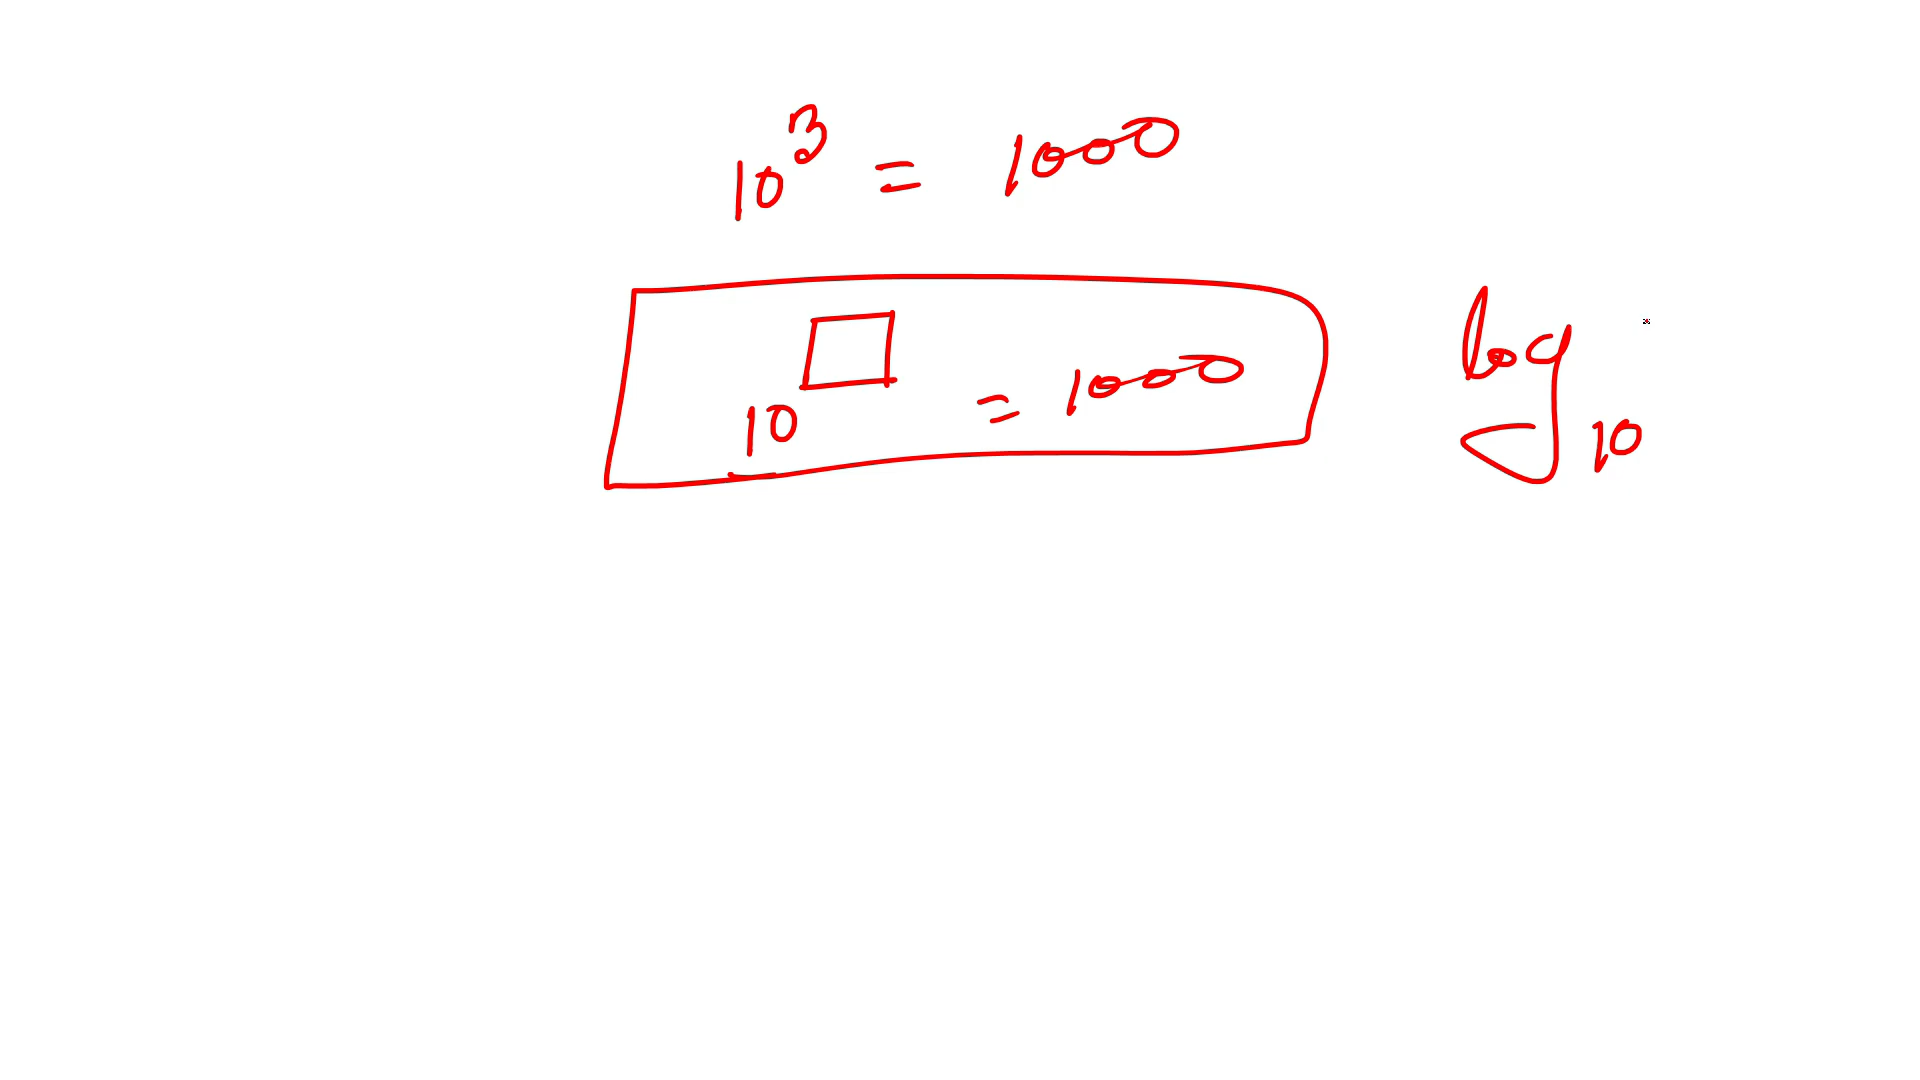 10³ = 1000
10^□ = 1000
log₁₀